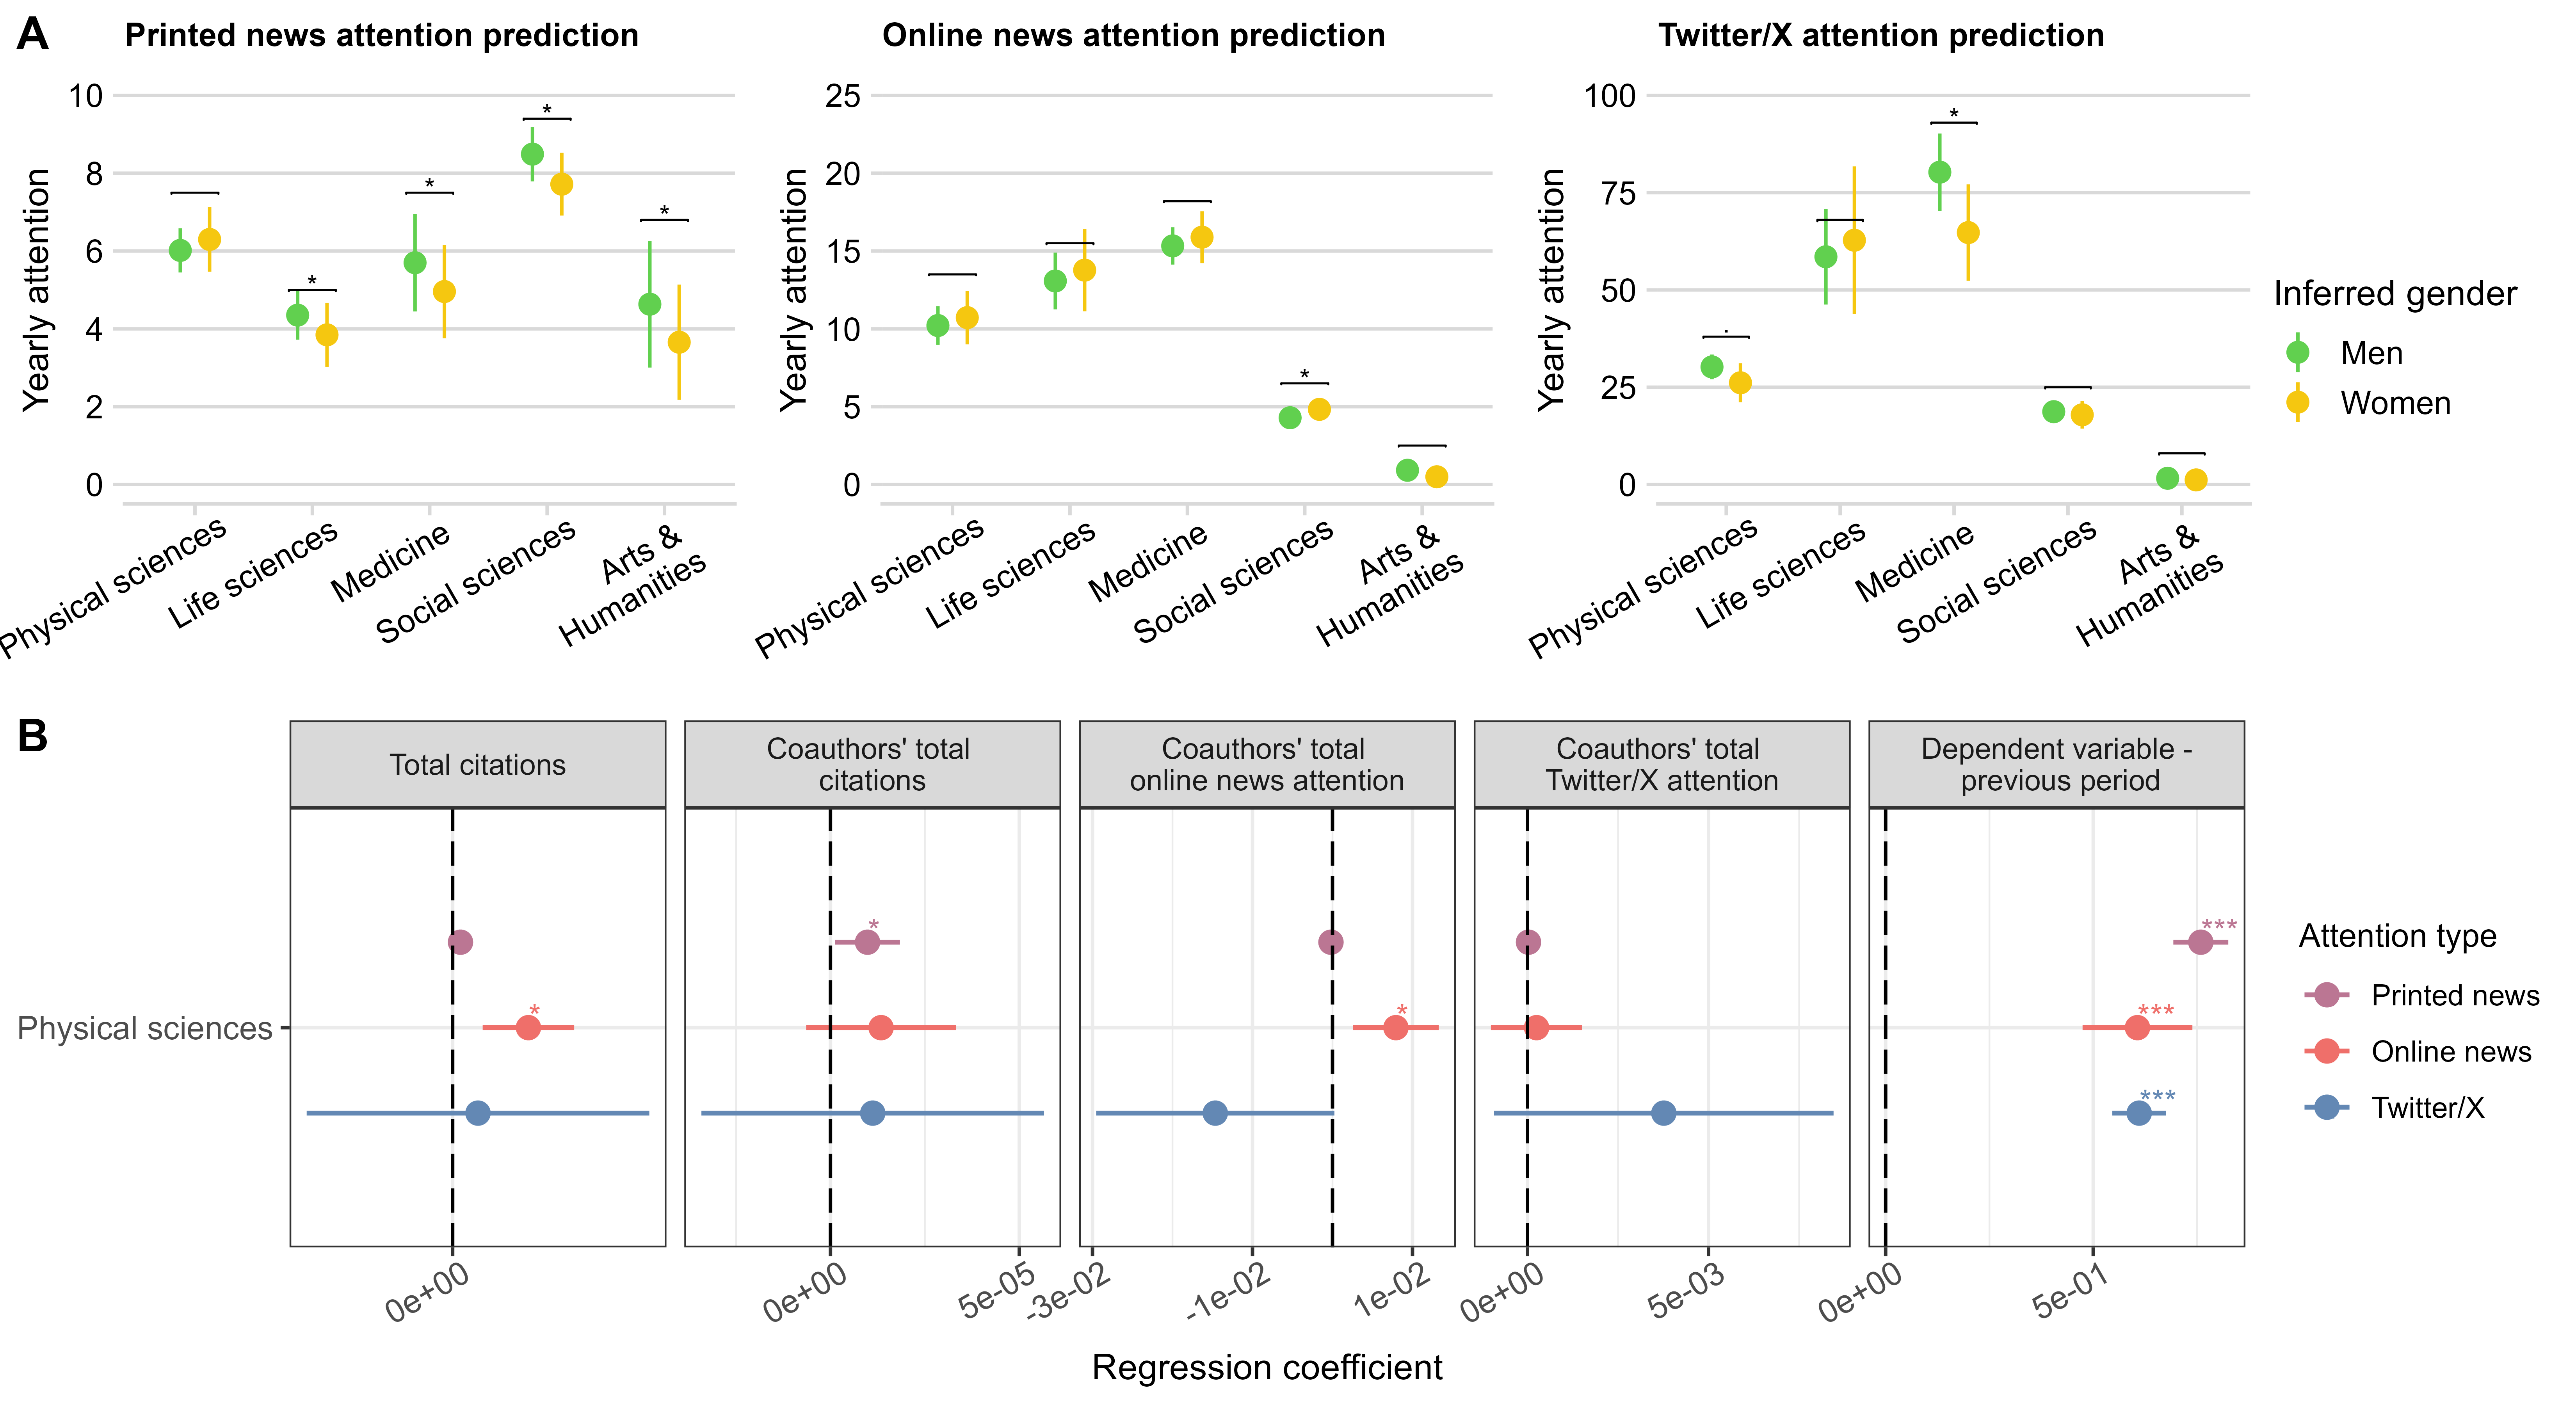 A
Printed news attention prediction
Yearly attention
10
8
6
4
2
0
*
*
*
*
Physical sciences
Life sciences
Medicine
Social sciences
Arts &
Humanities
Online news attention prediction
Yearly attention
25
20
15
10
5
0
*
Physical sciences
Life sciences
Medicine
Social sciences
Arts &
Humanities
Twitter/X attention prediction
Yearly attention
100
75
50
25
0
.
*
Physical sciences
Life sciences
Medicine
Social sciences
Arts &
Humanities
Inferred gender
Men
Women
B
Total citations
Coauthors' total
citations
Coauthors' total
online news attention
Coauthors' total
Twitter/X attention
Dependent variable -
previous period
Physical sciences
*
*
*
***
***
***
0e+00
0e+00
5e-05
-3e-02
-1e-02
1e-02
0e+00
5e-03
0e+00
5e-01
Regression coefficient
Attention type
Printed news
Online news
Twitter/X